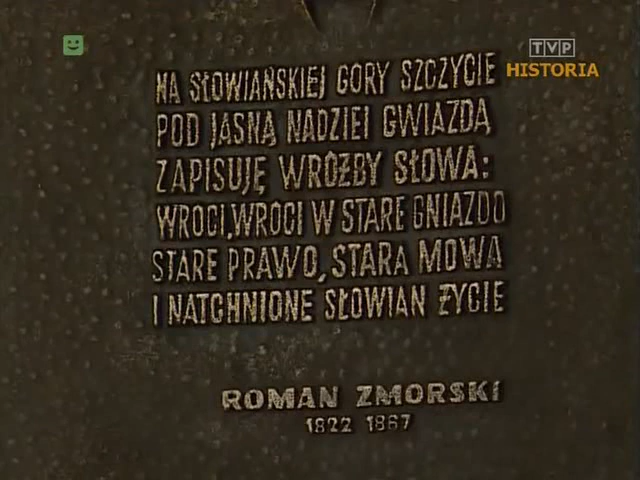 TVP
HISTORIA
NA SŁOWIAŃSKIEJ GÓRY SZCZYCIE
POD JASNĄ NADZIEI GWIAZDĄ
ZAPISUJĘ WRÓŻBY SŁOWA:
WRÓCI, WRÓCI W STARE GNIAZDO
STARE PRAWO, STARA MOWA
I NATCHNIONE SŁOWIAN ŻYCIE
ROMAN ZMORSKI
1822 1867